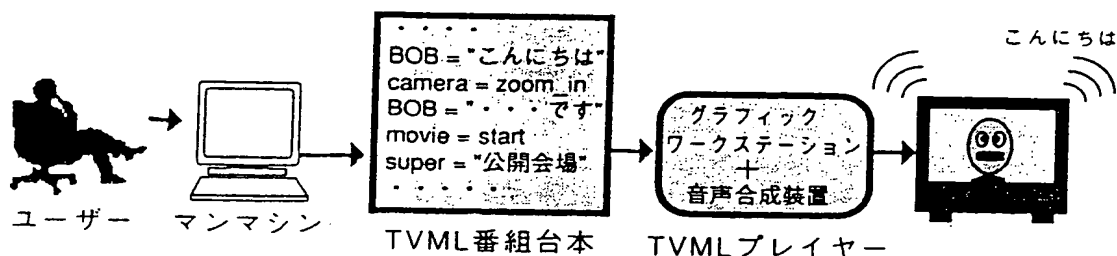 ・・・・
BOB = "こんにちは"
camera = zoom_in
BOB = "・・・です"
movie = start
super = "公開会場"
・・・・・・
グラフィック
ワークステーション
+
音声合成装置
こんにちは
ユーザー
マンマシン
TVML番組台本
TVMLプレイヤー